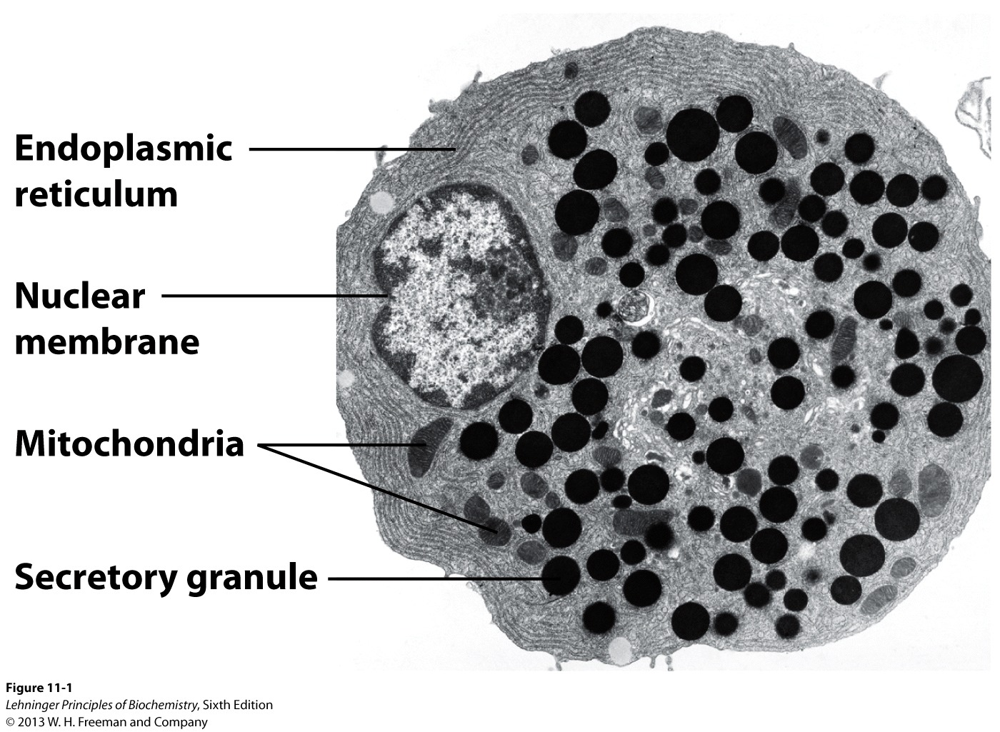 Endoplasmic
reticulum
Nuclear
membrane
Mitochondria
Secretory granule
Figure 11-1
Lehninger Principles of Biochemistry, Sixth Edition
© 2013 W. H. Freeman and Company